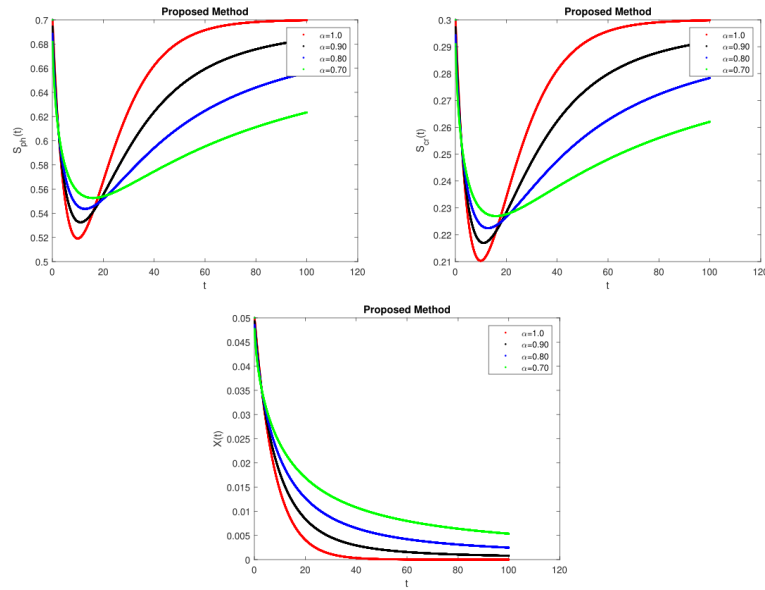 Proposed Method
0.7
0.68
0.66
0.64
0.62
0.6
0.58
0.56
0.54
0.52
0.5
S_ph(t)
0 20 40 60 80 100 120
t
α=1.0
α=0.90
α=0.80
α=0.70
Proposed Method
0.3
0.29
0.28
0.27
0.26
0.25
0.24
0.23
0.22
0.21
S_cr(t)
0 20 40 60 80 100 120
t
α=1.0
α=0.90
α=0.80
α=0.70
Proposed Method
0.05
0.045
0.04
0.035
0.03
0.025
0.02
0.015
0.01
0.005
0
X(t)
0 20 40 60 80 100 120
t
α=1.0
α=0.90
α=0.80
α=0.70